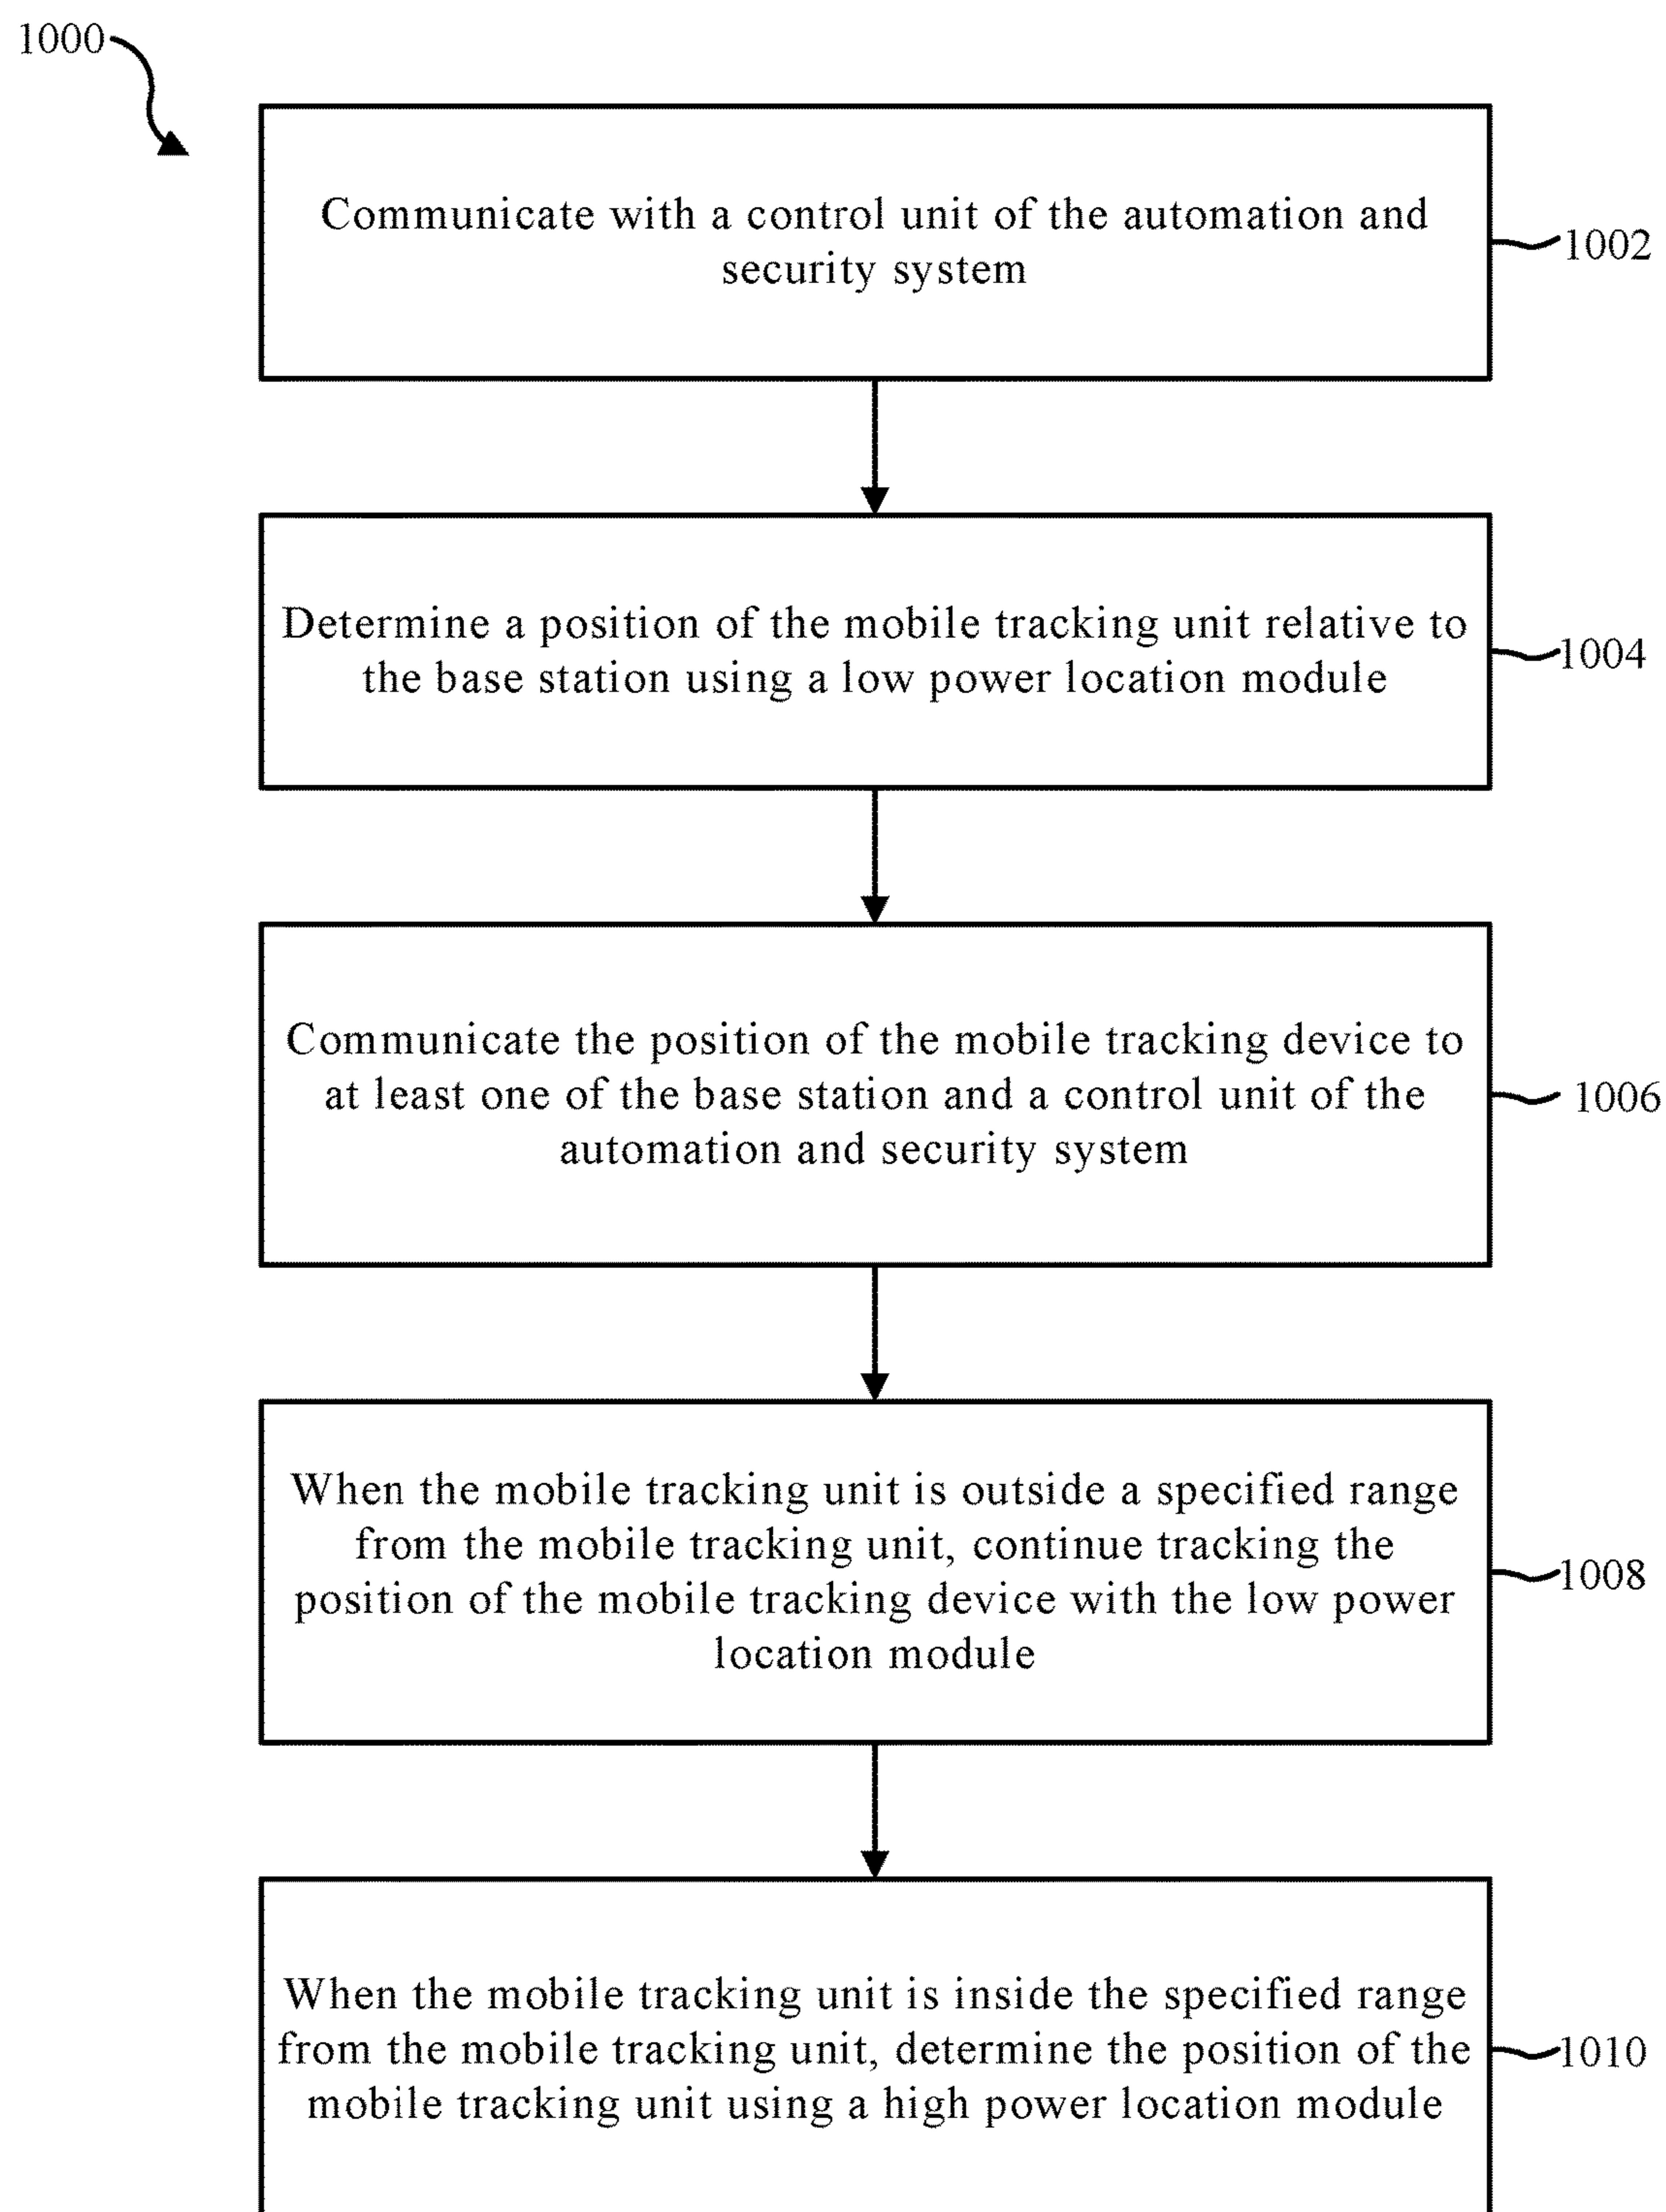 1000
Communicate with a control unit of the automation and
security system
1002
Determine a position of the mobile tracking unit relative to
the base station using a low power location module
1004
Communicate the position of the mobile tracking device to
at least one of the base station and a control unit of the
automation and security system
1006
When the mobile tracking unit is outside a specified range
from the mobile tracking unit, continue tracking the
position of the mobile tracking device with the low power
location module
1008
When the mobile tracking unit is inside the specified range
from the mobile tracking unit, determine the position of the
mobile tracking unit using a high power location module
1010